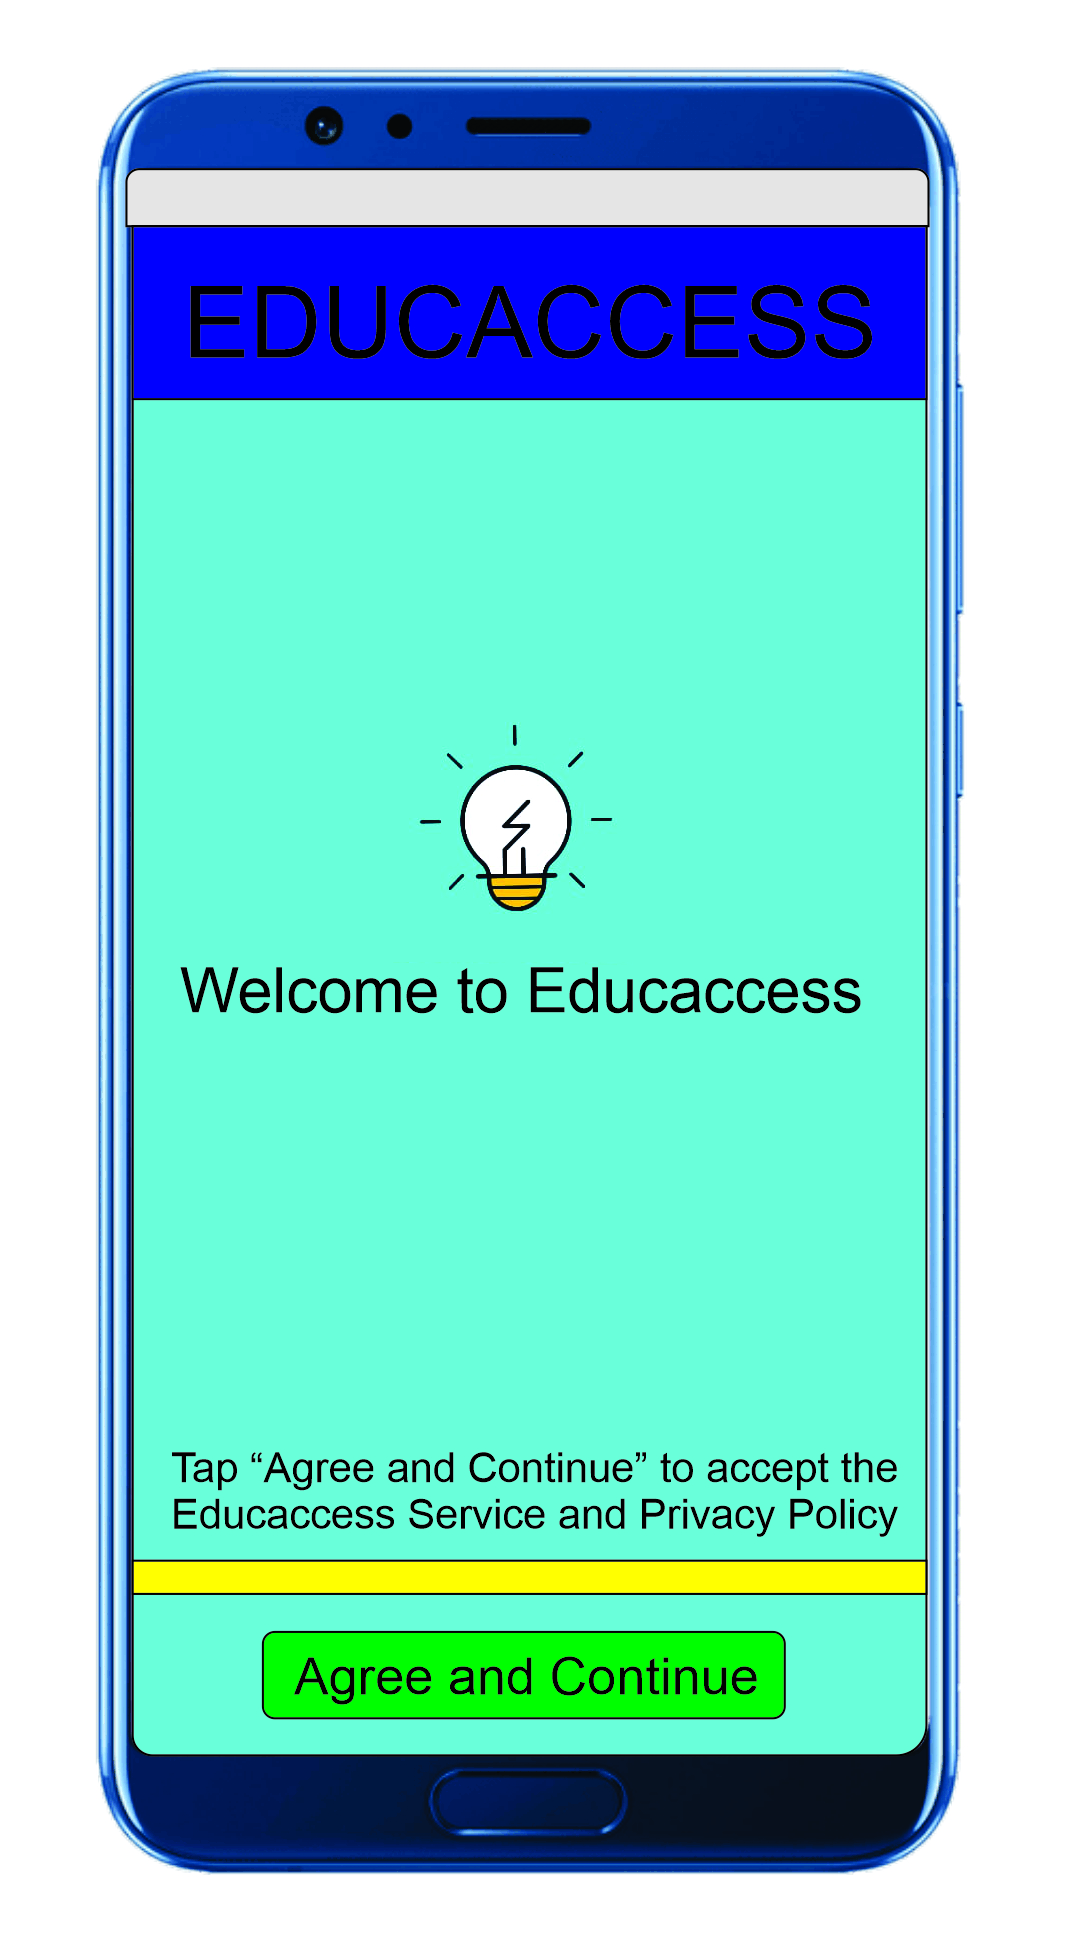 EDUCACCESS
Welcome to Educaccess
Tap “Agree and Continue” to accept the
Educaccess Service and Privacy Policy
Agree and Continue